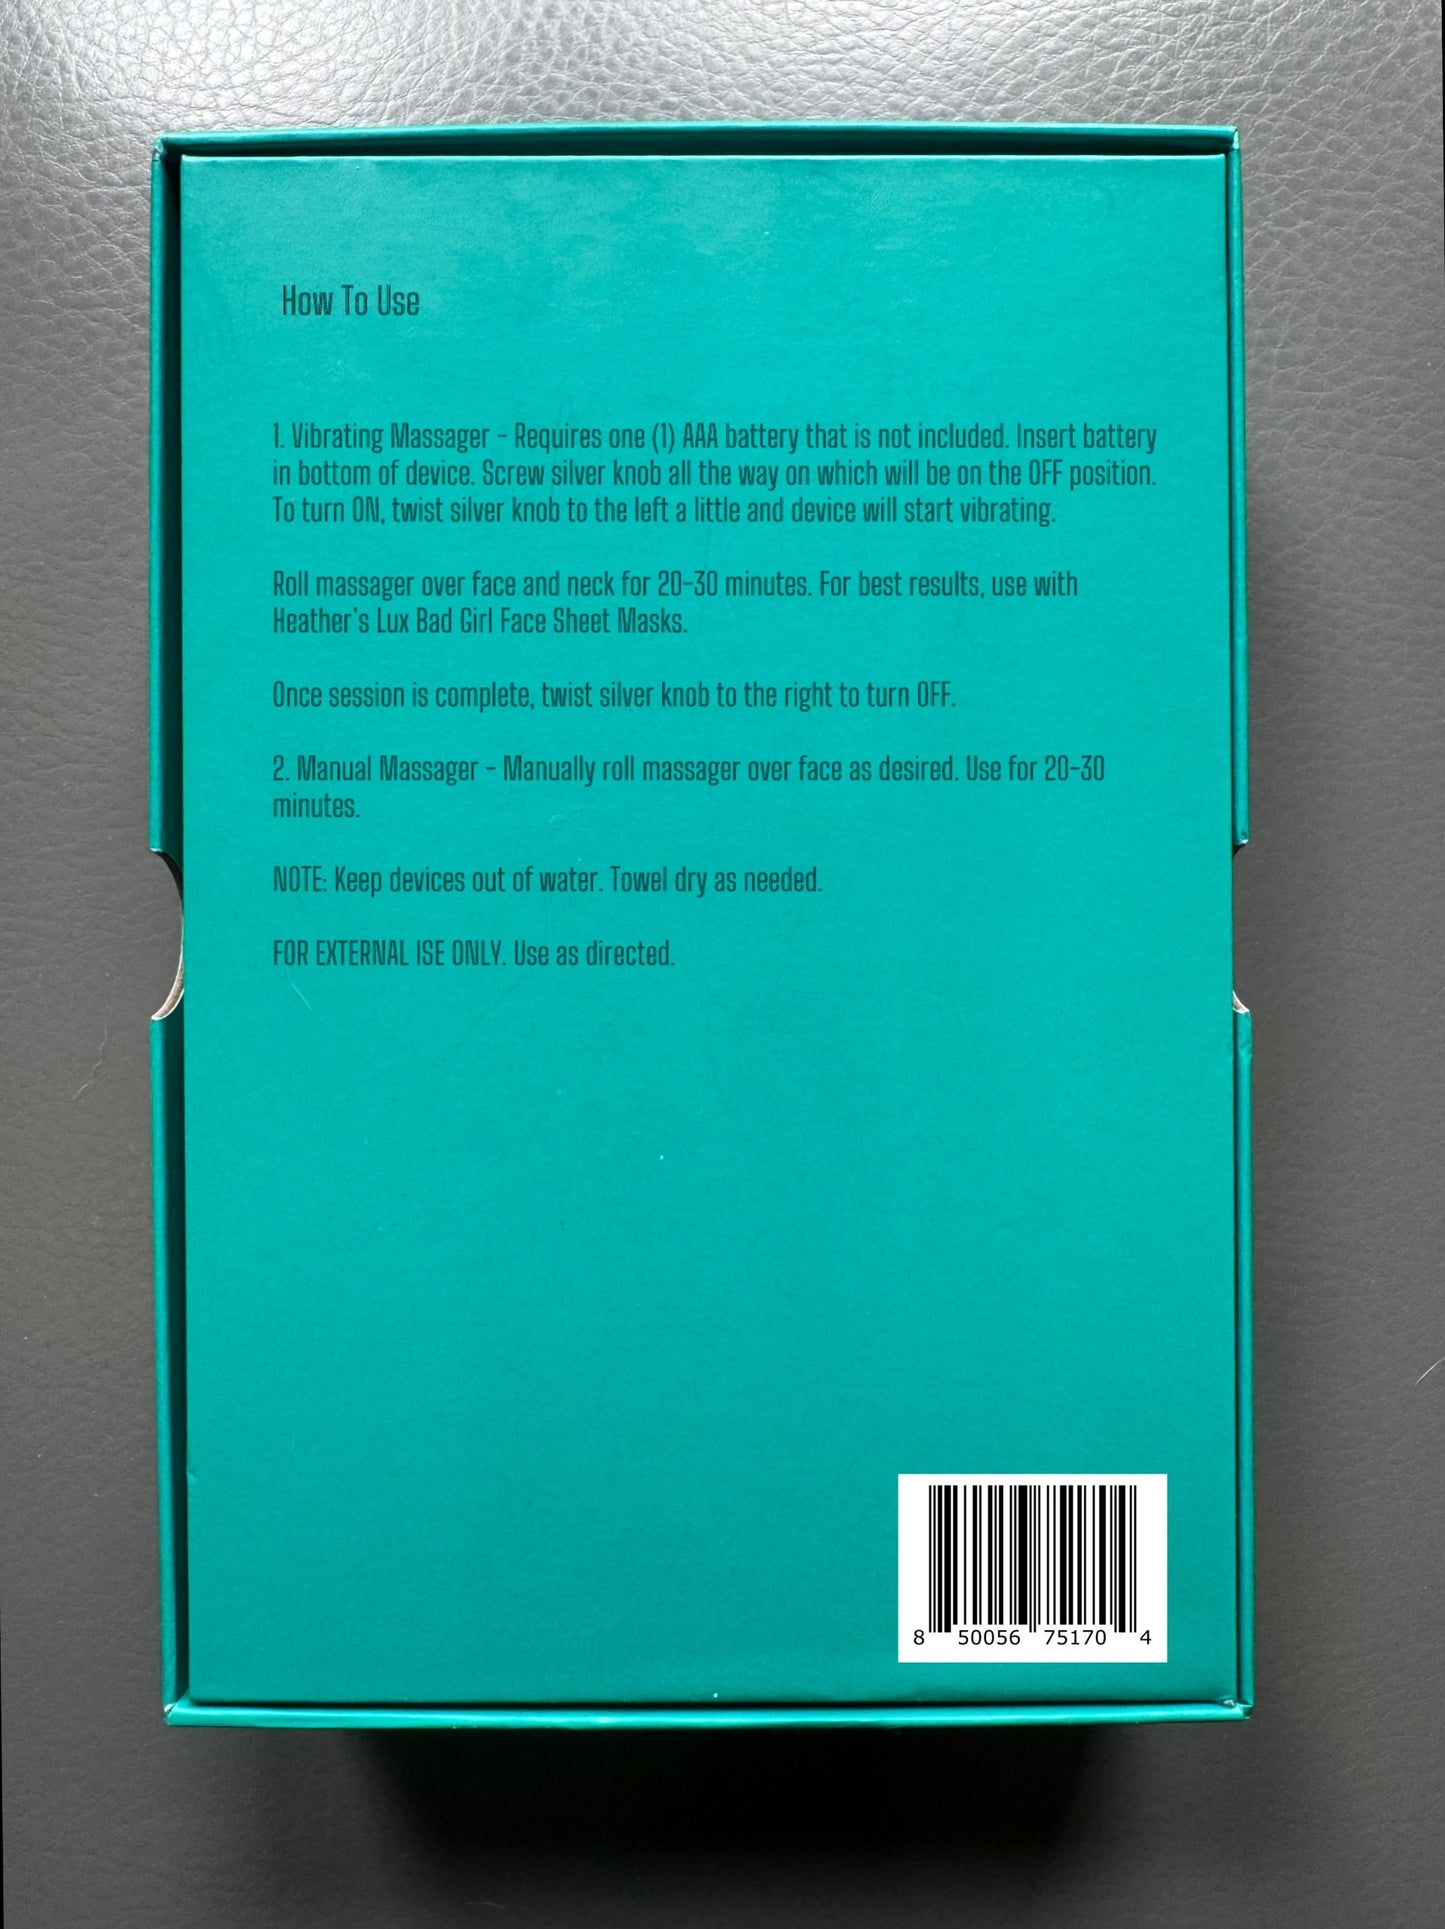 How To Use
1. Vibrating Massager - Requires one (1) AAA battery that is not included. Insert battery
in bottom of device. Screw silver knob all the way on which will be on the OFF position.
To turn ON, twist silver knob to the left a little and device will start vibrating.
Roll massager over face and neck for 20-30 minutes. For best results, use with
Heather's Lux Bad Girl Face Sheet Masks.
Once session is complete, twist silver knob to the right to turn OFF.
2. Manual Massager - Manually roll massager over face as desired. Use for 20-30
minutes.
NOTE: Keep devices out of water. Towel dry as needed.
FOR EXTERNAL ISE ONLY. Use as directed.
8 50056 75170 4